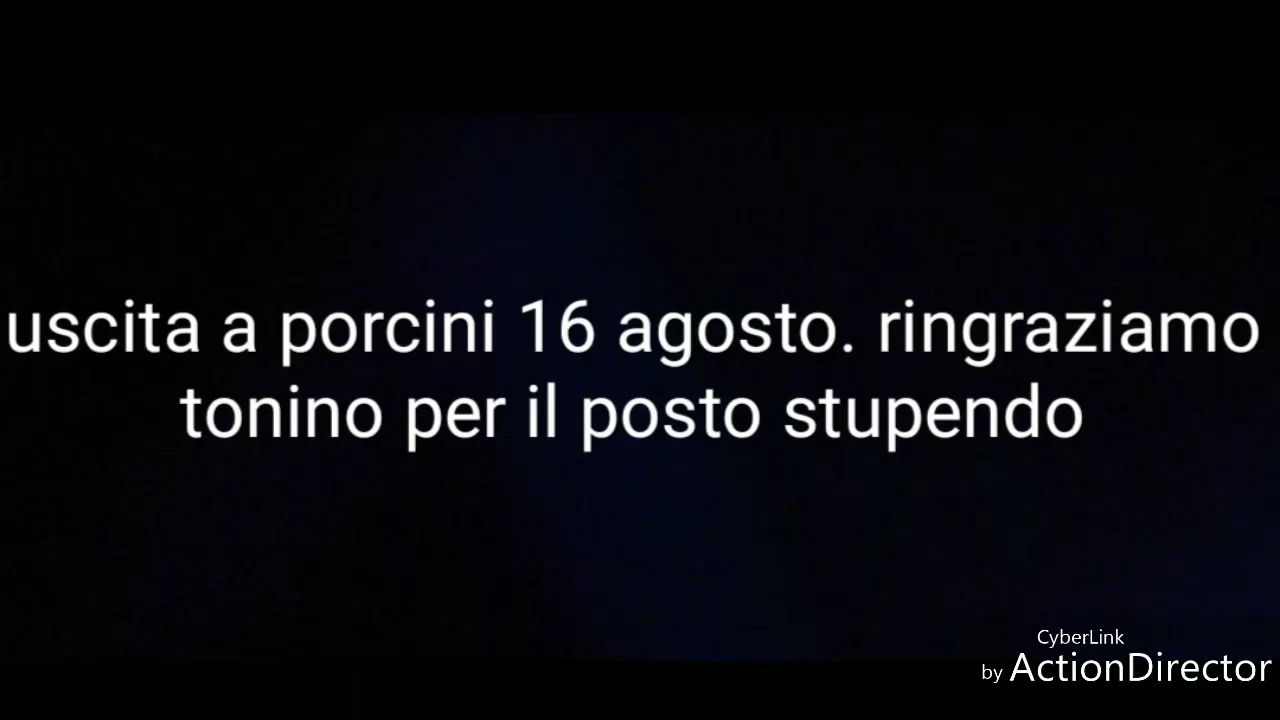 uscita a porcini 16 agosto. ringraziamo
tonino per il posto stupendo
CyberLink
by ActionDirector